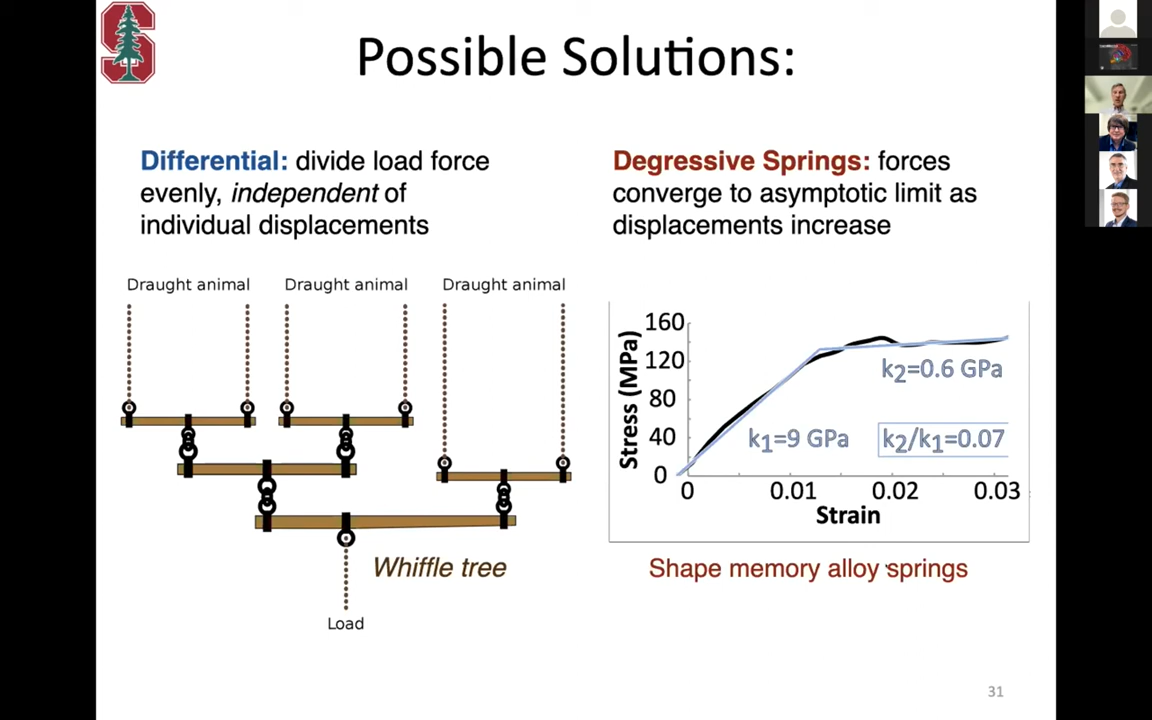 S
Possible Solutions:
Differential: divide load force
evenly, independent of
individual displacements
Draught animal
Draught animal
Draught animal
Whiffle tree
Load
Degressive Springs: forces
converge to asymptotic limit as
displacements increase
Stress (MPa)
160
120
80
40
0
k2=0.6 GPa
k1=9 GPa
k2/k1=0.07
0
0.01
0.02
0.03
Strain
Shape memory alloy springs
31